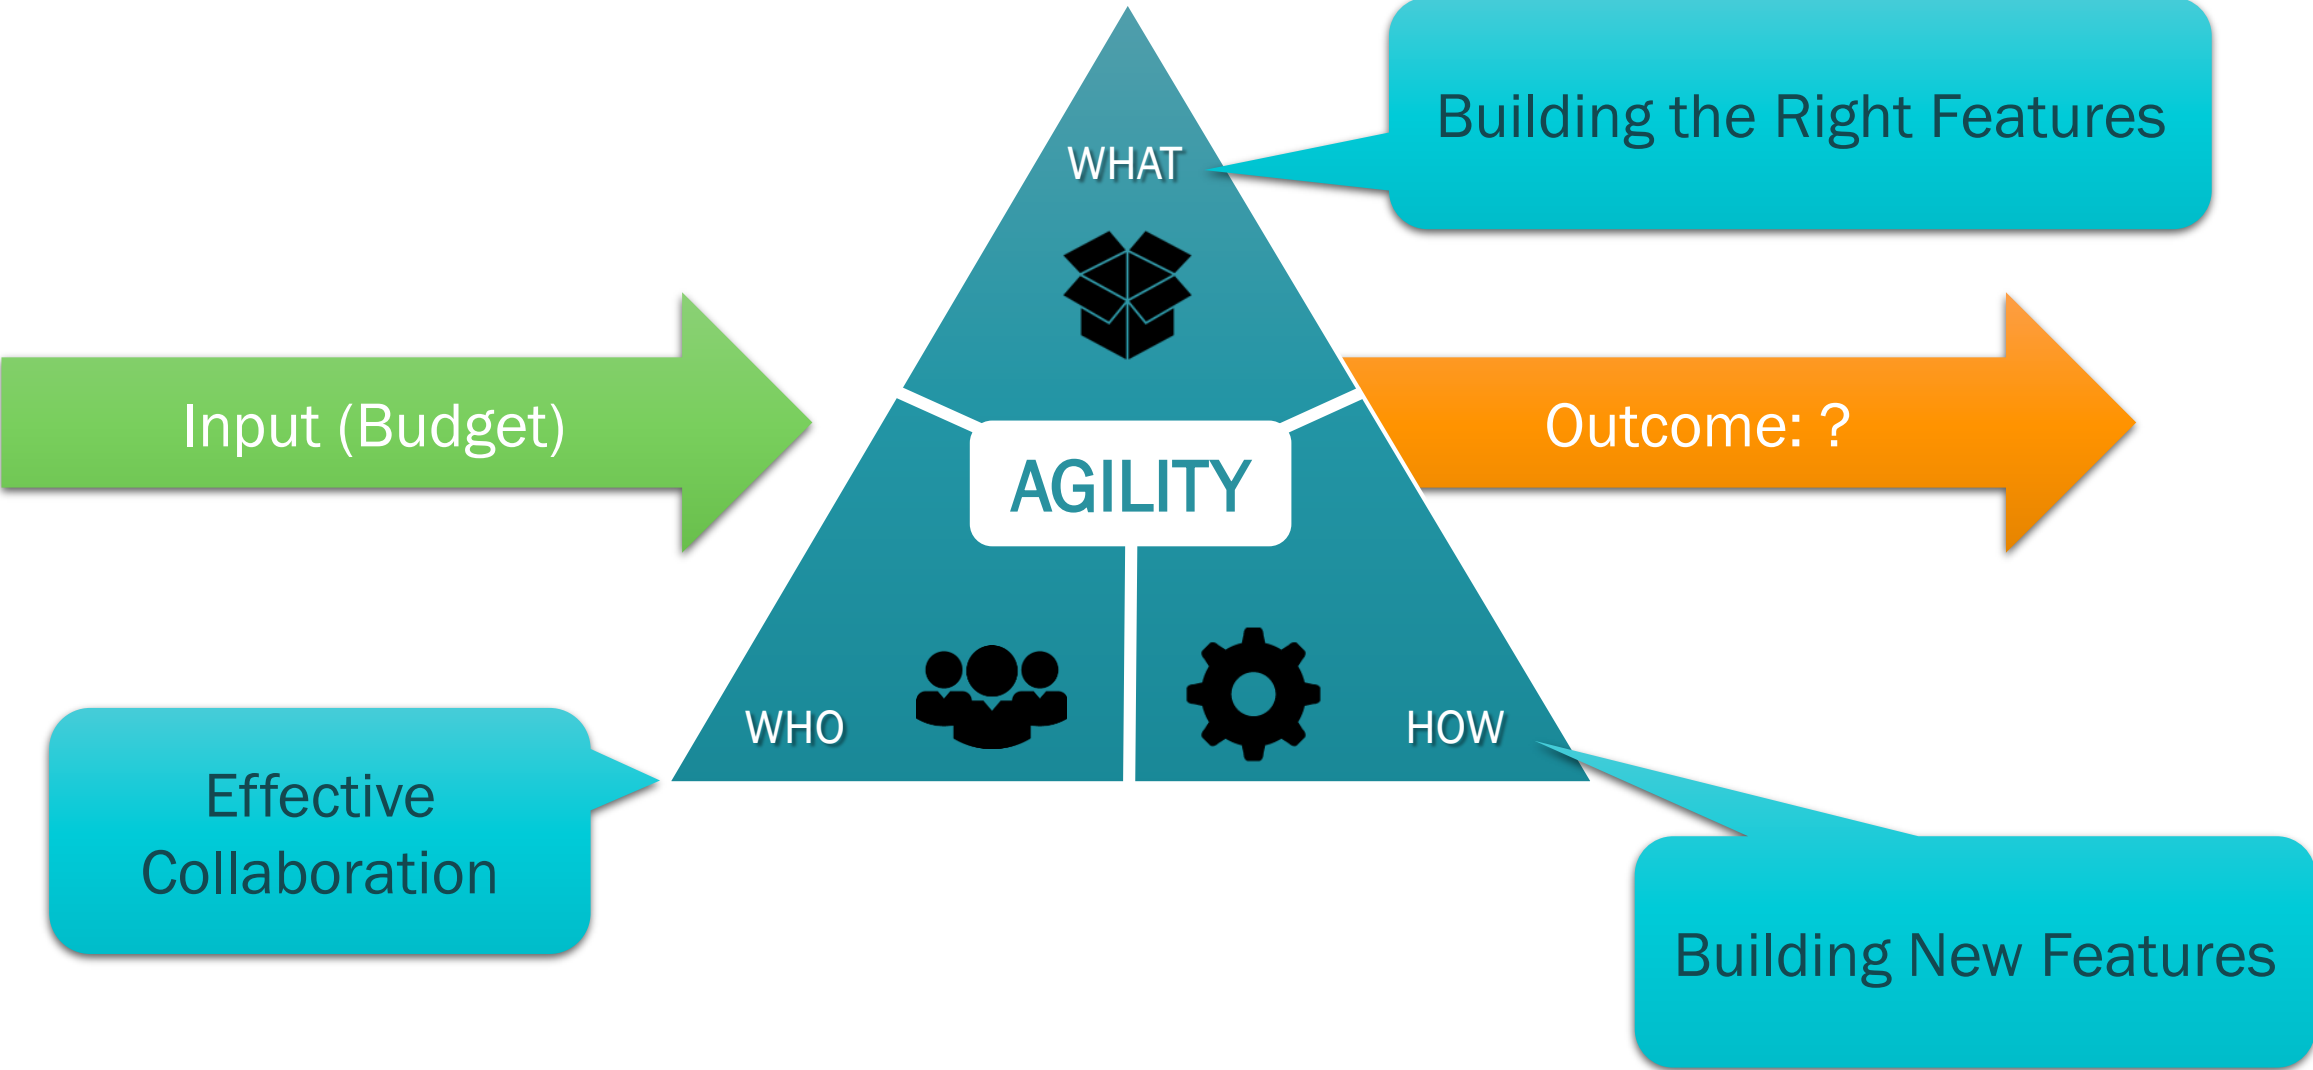 Building the Right Features
WHAT
Input (Budget)
Outcome: ?
AGILITY
WHO
HOW
Effective
Collaboration
Building New Features